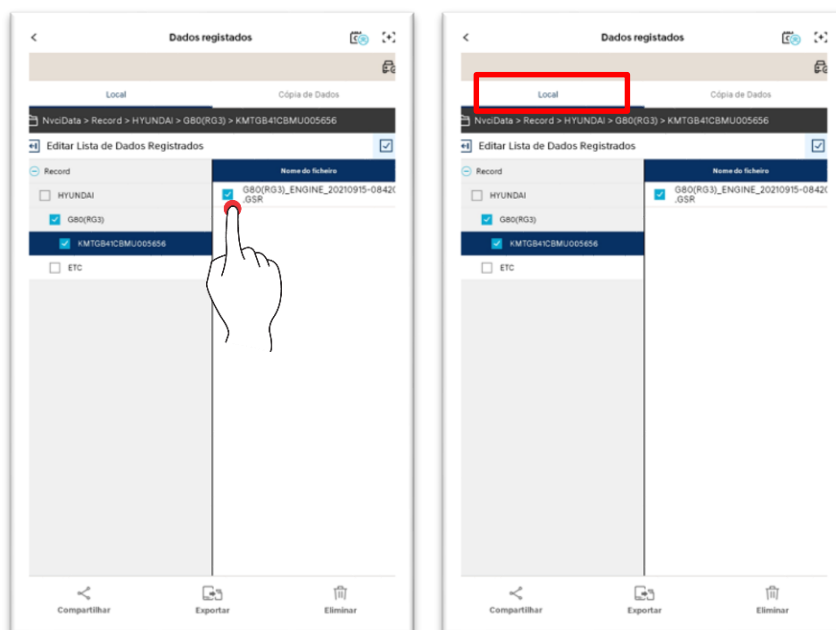 Dados registados
Local
Cópia de Dados
NvciData > Record > HYUNDAI > G80(RG3) > KMTGB41CBMU005656
Editar Lista de Dados Registrados
Record
Nome do ficheiro
HYUNDAI
G80(RG3)_ENGINE_20210915-0842
.GSR
G80(RG3)
KMTGB41CBMU005656
ETC
Compartilhar
Exportar
Eliminar
Dados registados
Local
Cópia de Dados
NvciData > Record > HYUNDAI > G80(RG3) > KMTGB41CBMU005656
Editar Lista de Dados Registrados
Record
Nome do ficheiro
HYUNDAI
G80(RG3)_ENGINE_20210915-0842
.GSR
G80(RG3)
KMTGB41CBMU005656
ETC
Compartilhar
Exportar
Eliminar